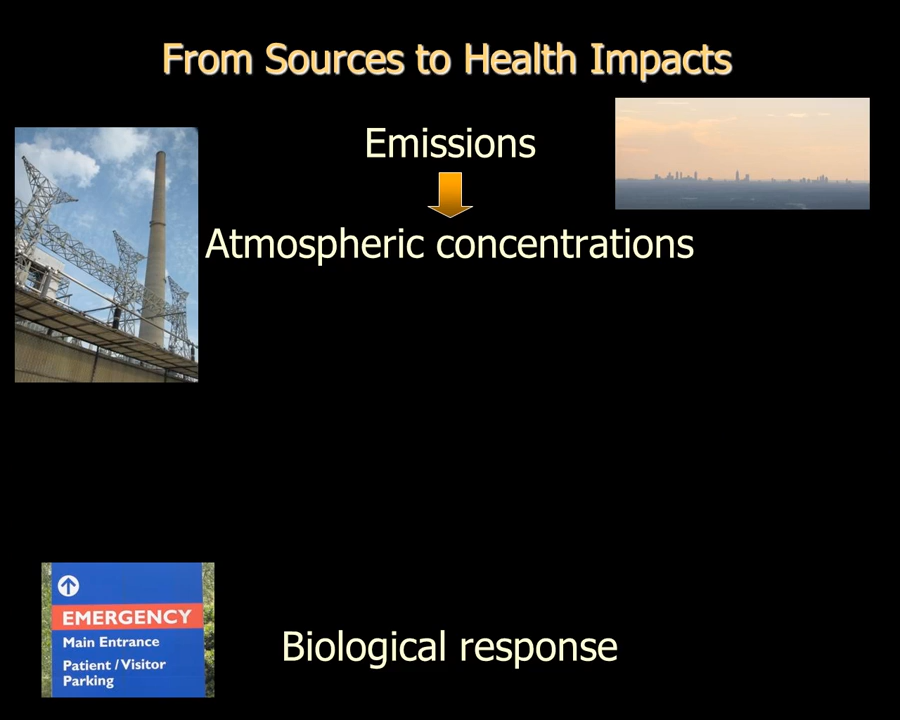 From Sources to Health Impacts
Emissions
Atmospheric concentrations
EMERGENCY
Main Entrance
Patient / Visitor
Parking
Biological response